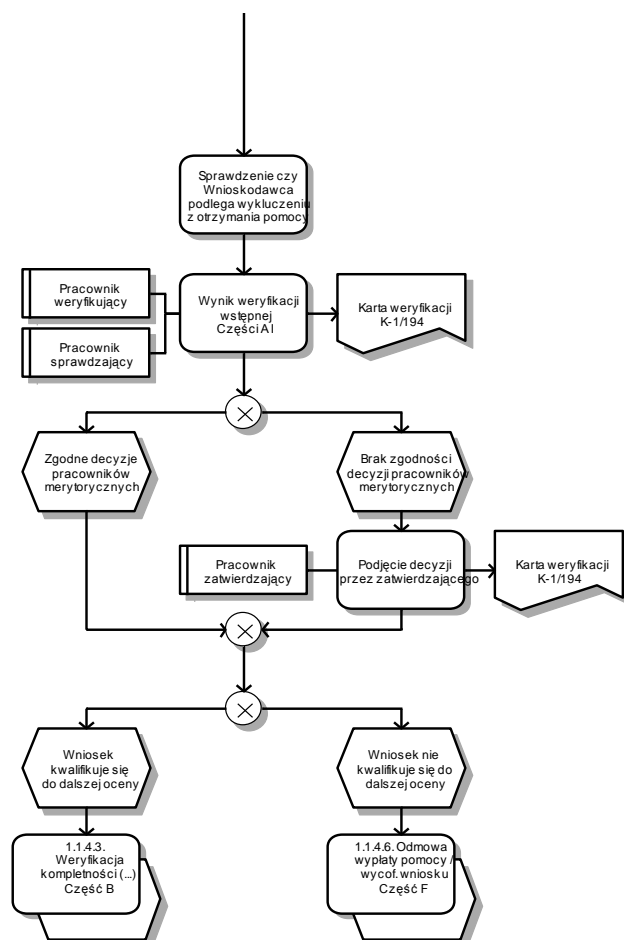 Sprawdzenie czy
Wnioskodawca
podlega wykluczeniu
z otrzymania pomocy
Pracownik
weryfikujący
Wynik weryfikacji
wstępnej
Części A I
Karta weryfikacji
K-1/194
Pracownik
sprawdzający
Zgodne decyzje
pracowników
merytorycznych
Brak zgodności
decyzji pracowników
merytorycznych
Pracownik
zatwierdzający
Podjęcie decyzji
przez zatwierdzającego
Karta weryfikacji
K-1/194
Wniosek
kwalifikuje się
do dalszej oceny
Wniosek nie
kwalifikuje się do
dalszej oceny
1.1.4.3.
Weryfikacja
kompletności (...)
Część B
1.1.4.6. Odmowa
wypłaty pomocy /
wycof. wniosku
Część F